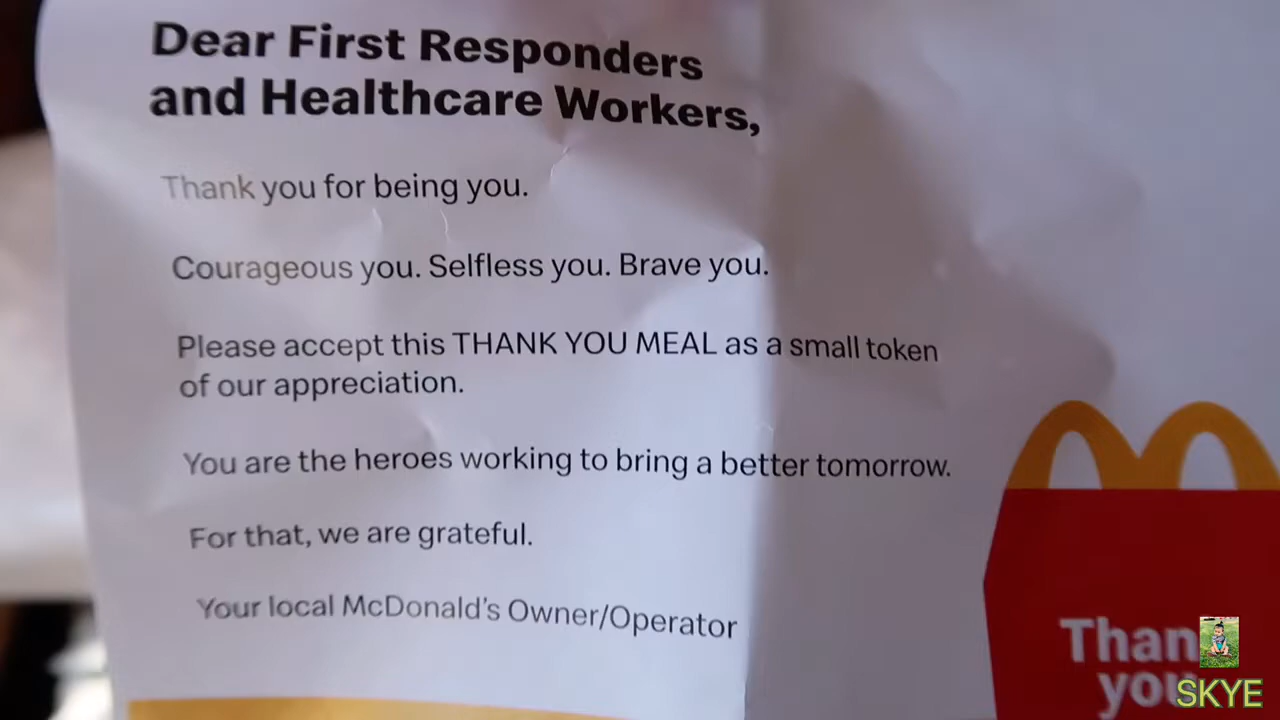 Dear First Responders
and Healthcare Workers,
Thank you for being you.
Courageous you. Selfless you. Brave you.
Please accept this THANK YOU MEAL as a small token
of our appreciation.
You are the heroes working to bring a better tomorrow.
For that, we are grateful.
Your local McDonald's Owner/Operator
Than
you
SKYE